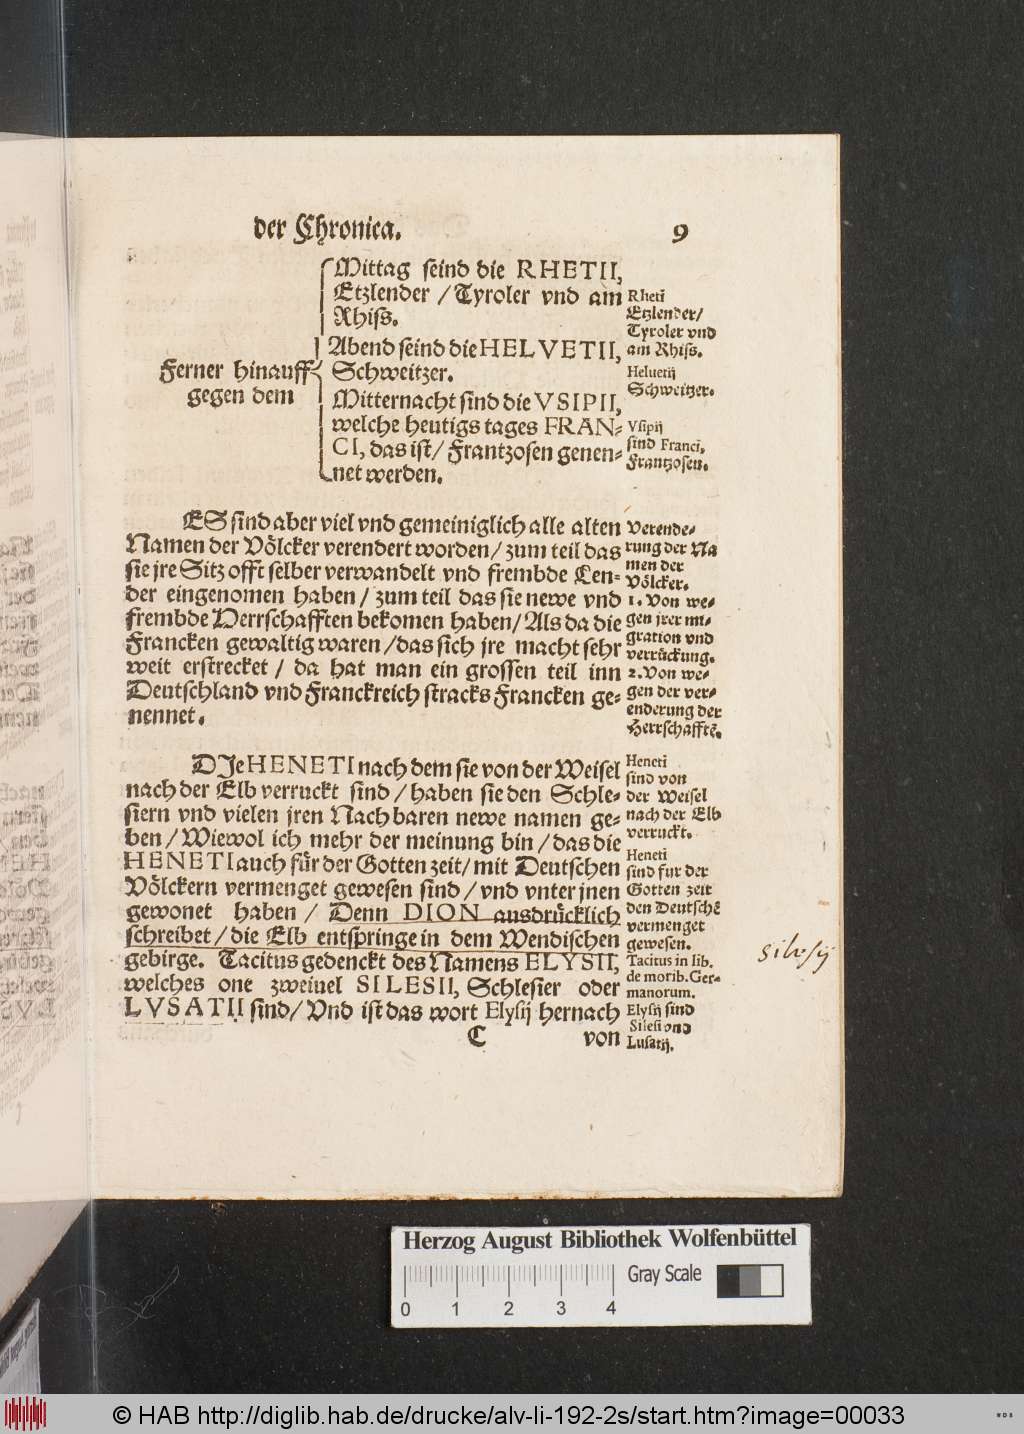 der Chronica. 9
Mittag seind die RHETII,
Etzlender / Tyroler vnd am
Rhiss.
Abend seind die HELVETII,
Ferner hinauff
Schweitzer.
gegen dem
Mitternacht sind die VSIPII,
welche heutigs tages FRAN-
CI, das ist / Frantzosen genen-
net werden.
Rheti
Etzlender/
Tyroler vnd
am Rhiss.
Heluetij
Schweitzer.
Vsipij
sind Franci,
Frantzosen.
ES sind aber viel vnd gemeiniglich alle alten
Namen der Völcker verendert worden / zum teil das
sie jre Sitz offt selber verwandelt vnd frembde Len-
der eingenomen haben / zum teil das sie newe vnd
frembde Herrschafften bekomen haben / Als da die
Francken gewaltig waren / das sich jre macht sehr
weit erstrecket / da hat man ein grossen teil inn
Deutschland vnd Franckreich stracks Francken ge-
nennet.
Verende-
rung der Na
men der
Völcker.
1. Von we-
gen jrer mi-
gration vnd
verrückung.
2. Von we-
gen der ver-
enderung der
Herrschafftē.
DJe HENETI nach dem sie von der Weisel
nach der Elb verruckt sind / haben sie den Schle-
siern vnd vielen jren Nachbaren newe namen ge-
ben / Wiewol ich mehr der meinung bin / das die
HENETI auch für der Gotten zeit / mit Deutschen
Völckern vermenget gewesen sind / vnd vnter jnen
gewonet haben / Denn DION ausdrücklich
schreibet / die Elb entspringe in dem Wendischen
gebirge. Tacitus gedenckt des Namens ELYSII,
welches one zweiuel SILESII, Schlesier oder
LVSATII sind / Vnd ist das wort Elysij hernach
C von
Heneti
sind von
der Weisel
nach der Elb
verruckt.
Heneti
sind fur der
Gotten zeit
den Deutschē
vermenget
gewesen.
Tacitus in lib.
de morib. Ger-
manorum.
Elysij sind
Silesi vnd
Lusatij.
silesij
Herzog August Bibliothek Wolfenbüttel
Gray Scale
0 1 2 3 4
© HAB http://diglib.hab.de/drucke/alv-li-192-2s/start.htm?image=00033